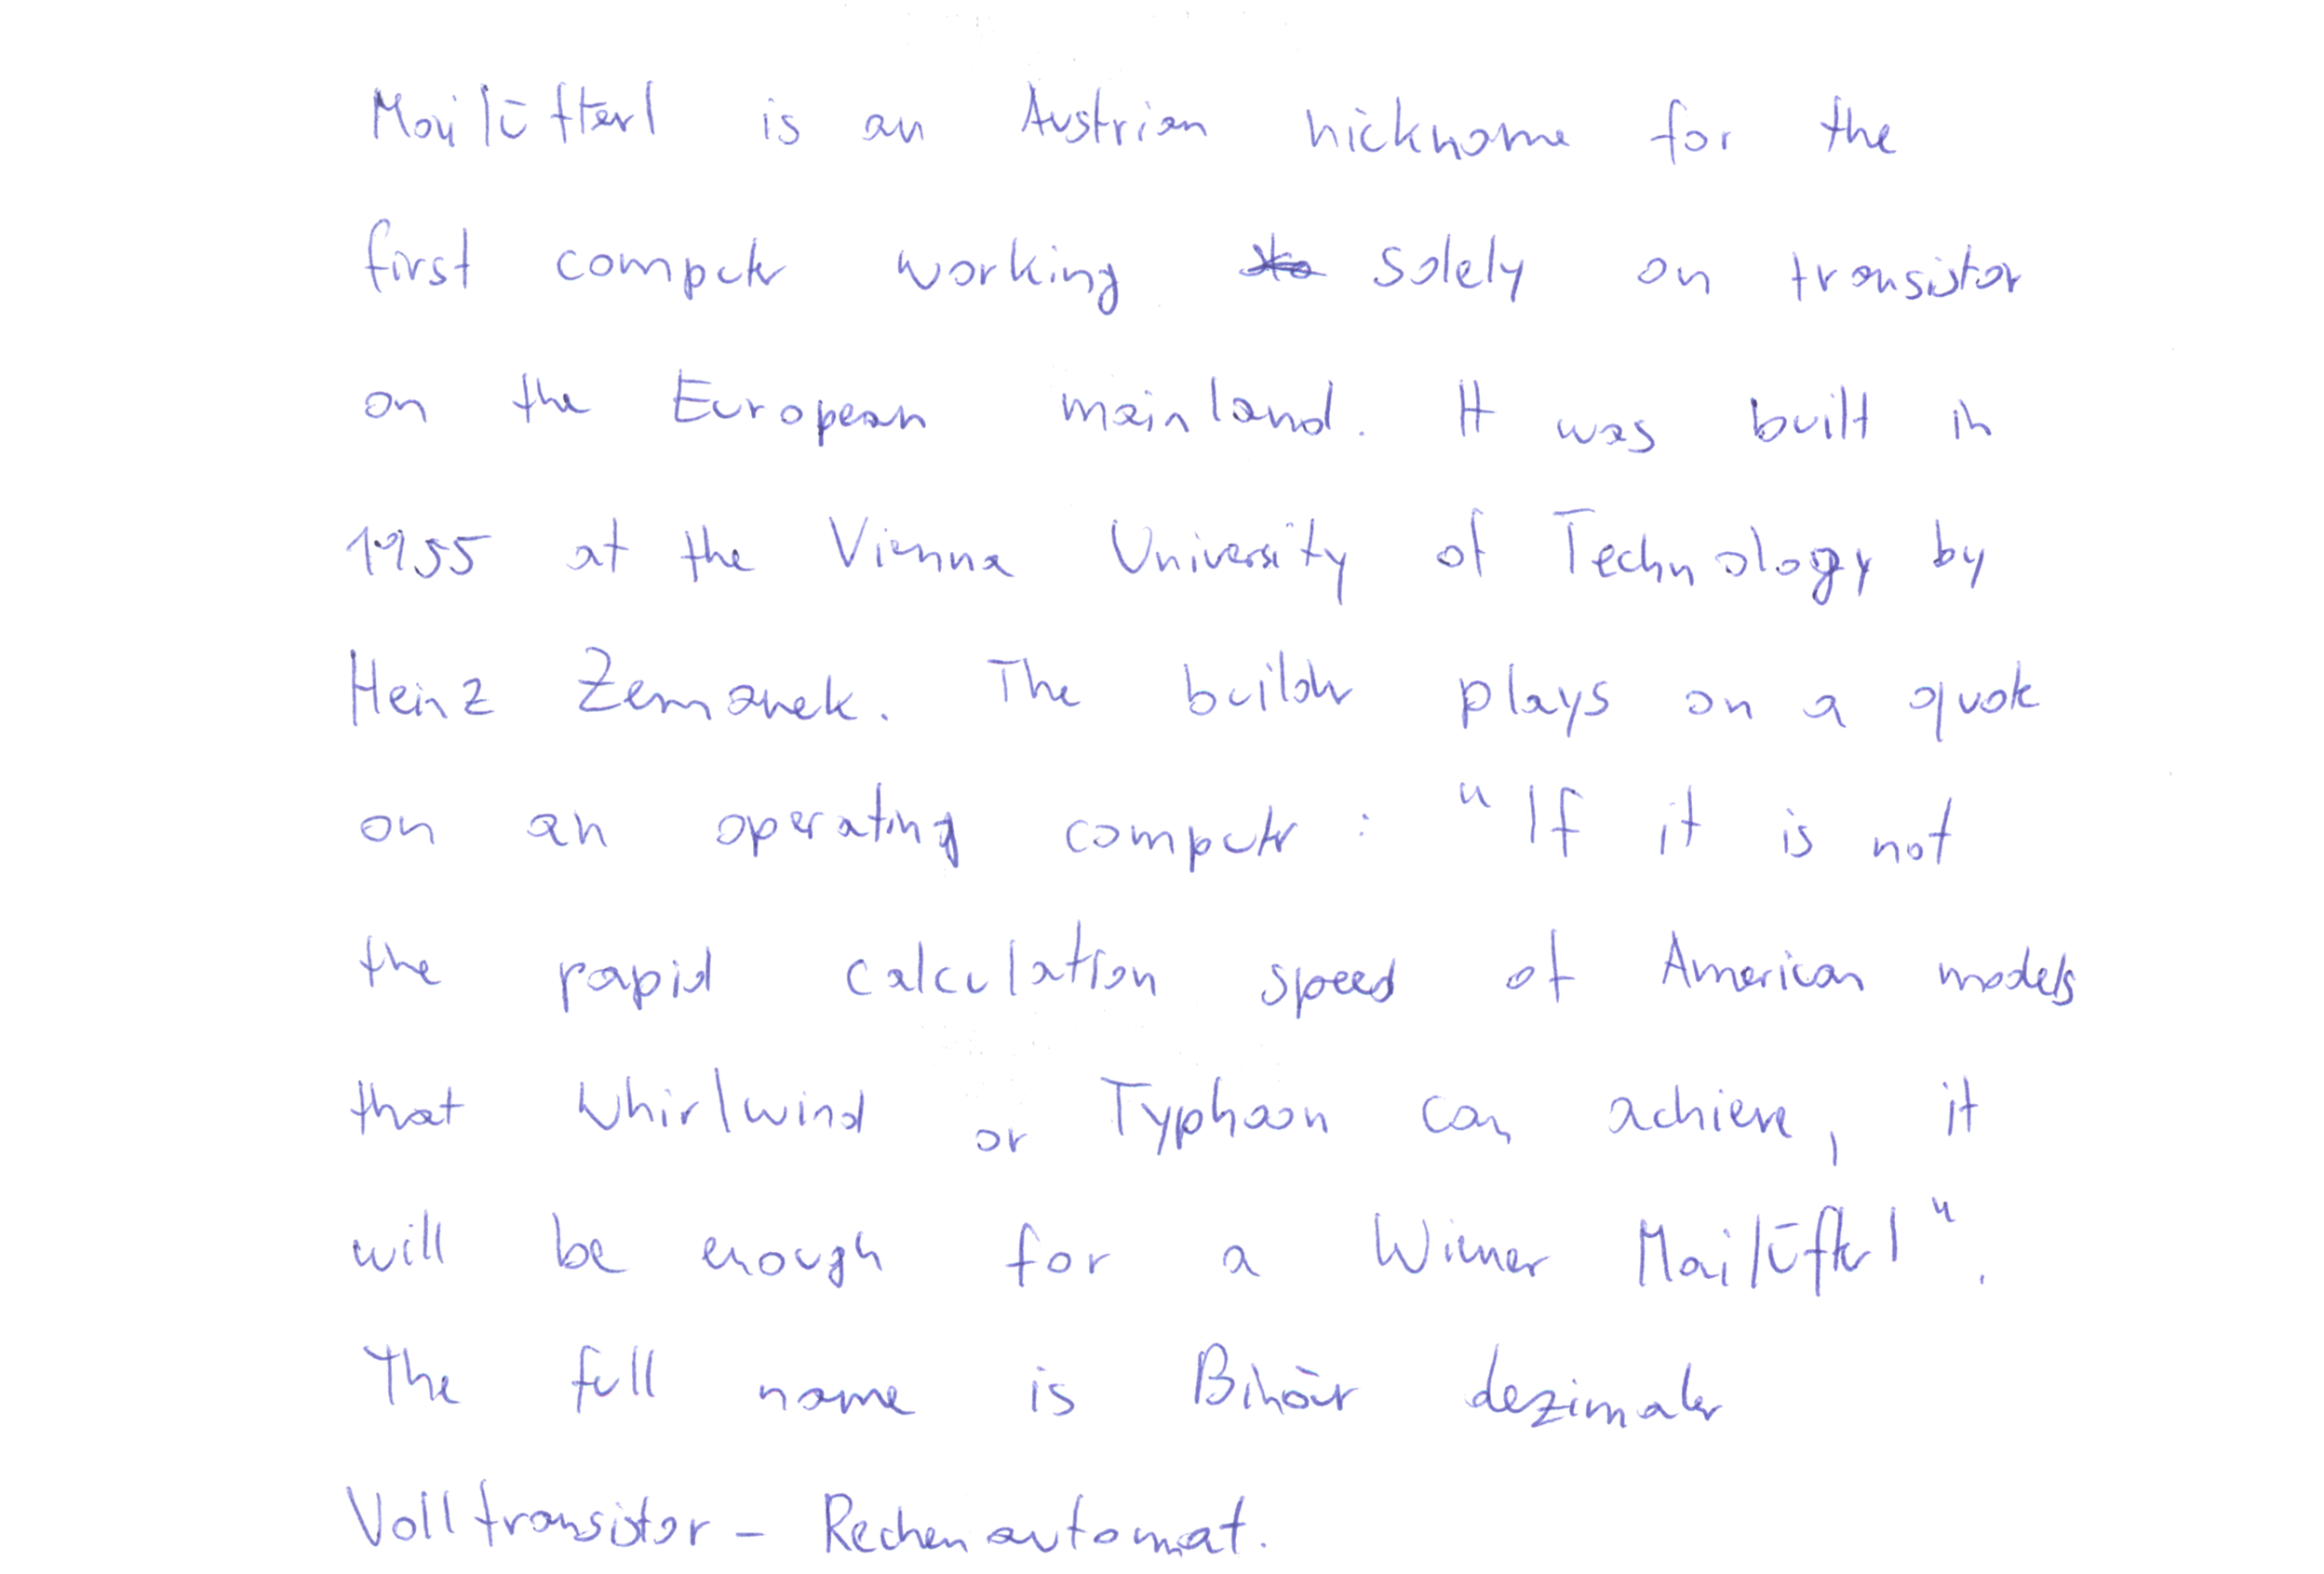 Mailüfterl is an Austrian nickname for the
first computer working solely on transistor
on the European mainland. It was built in
1955 at the Vienna University of Technology by
Heinz Zemanek. The builder plays on a quote
on an operating computer: "If it is not
the rapid calculation speed of American models
that Whirlwind or Typhoon can achieve, it
will be enough for a Wiener Mailüfterl".
The full name is Binär dezimaler
Volltransistor-Rechenautomat.